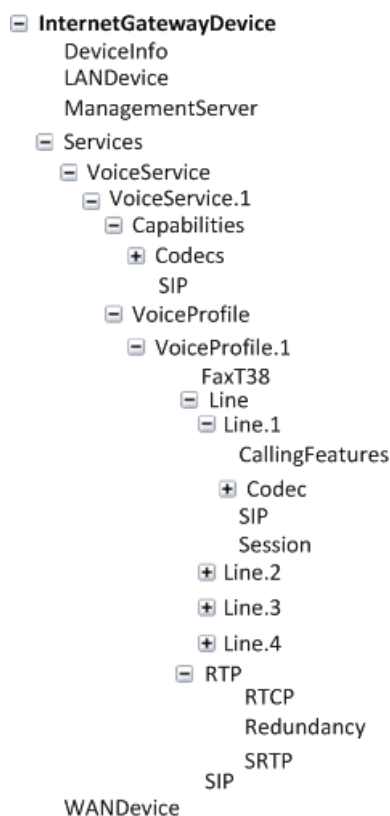 InternetGatewayDevice
DeviceInfo
LANDevice
ManagementServer
Services
VoiceService
VoiceService.1
Capabilities
Codecs
SIP
VoiceProfile
VoiceProfile.1
FaxT38
Line
Line.1
CallingFeatures
Codec
SIP
Session
Line.2
Line.3
Line.4
RTP
RTCP
Redundancy
SRTP
SIP
WANDevice